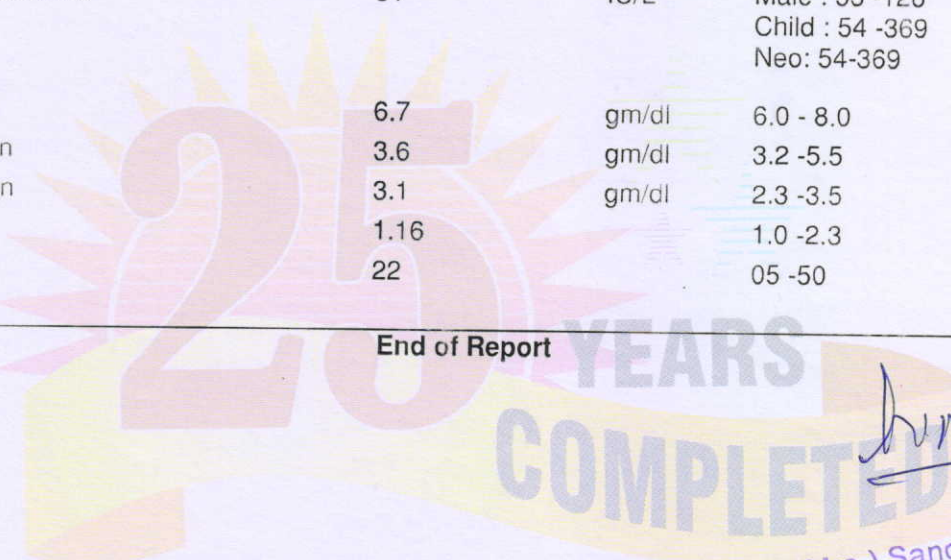 Child : 54 -369
Neo: 54-369
6.7 gm/dl 6.0 - 8.0
n 3.6 gm/dl 3.2 -5.5
n 3.1 gm/dl 2.3 -3.5
1.16 1.0 -2.3
22 05 -50
End of Report
25 YEARS
COMPLETED